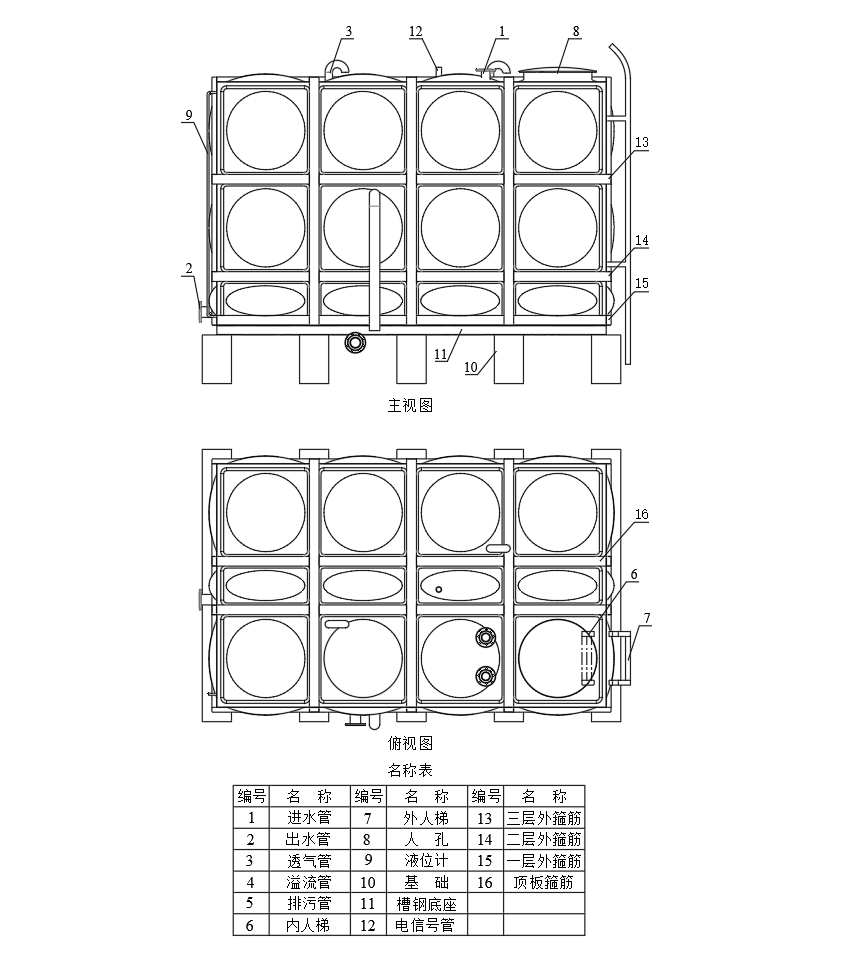 3
12
1
8
9
13
14
2
15
11
10
主视图
16
6
7
俯视图
名称表
编号 名 称 编号 名 称 编号 名 称
1 进水管 7 外人梯 13 三层外箍筋
2 出水管 8 人 孔 14 二层外箍筋
3 透气管 9 液位计 15 一层外箍筋
4 溢流管 10 基 础 16 顶板箍筋
5 排污管 11 槽钢底座
6 内人梯 12 电信号管